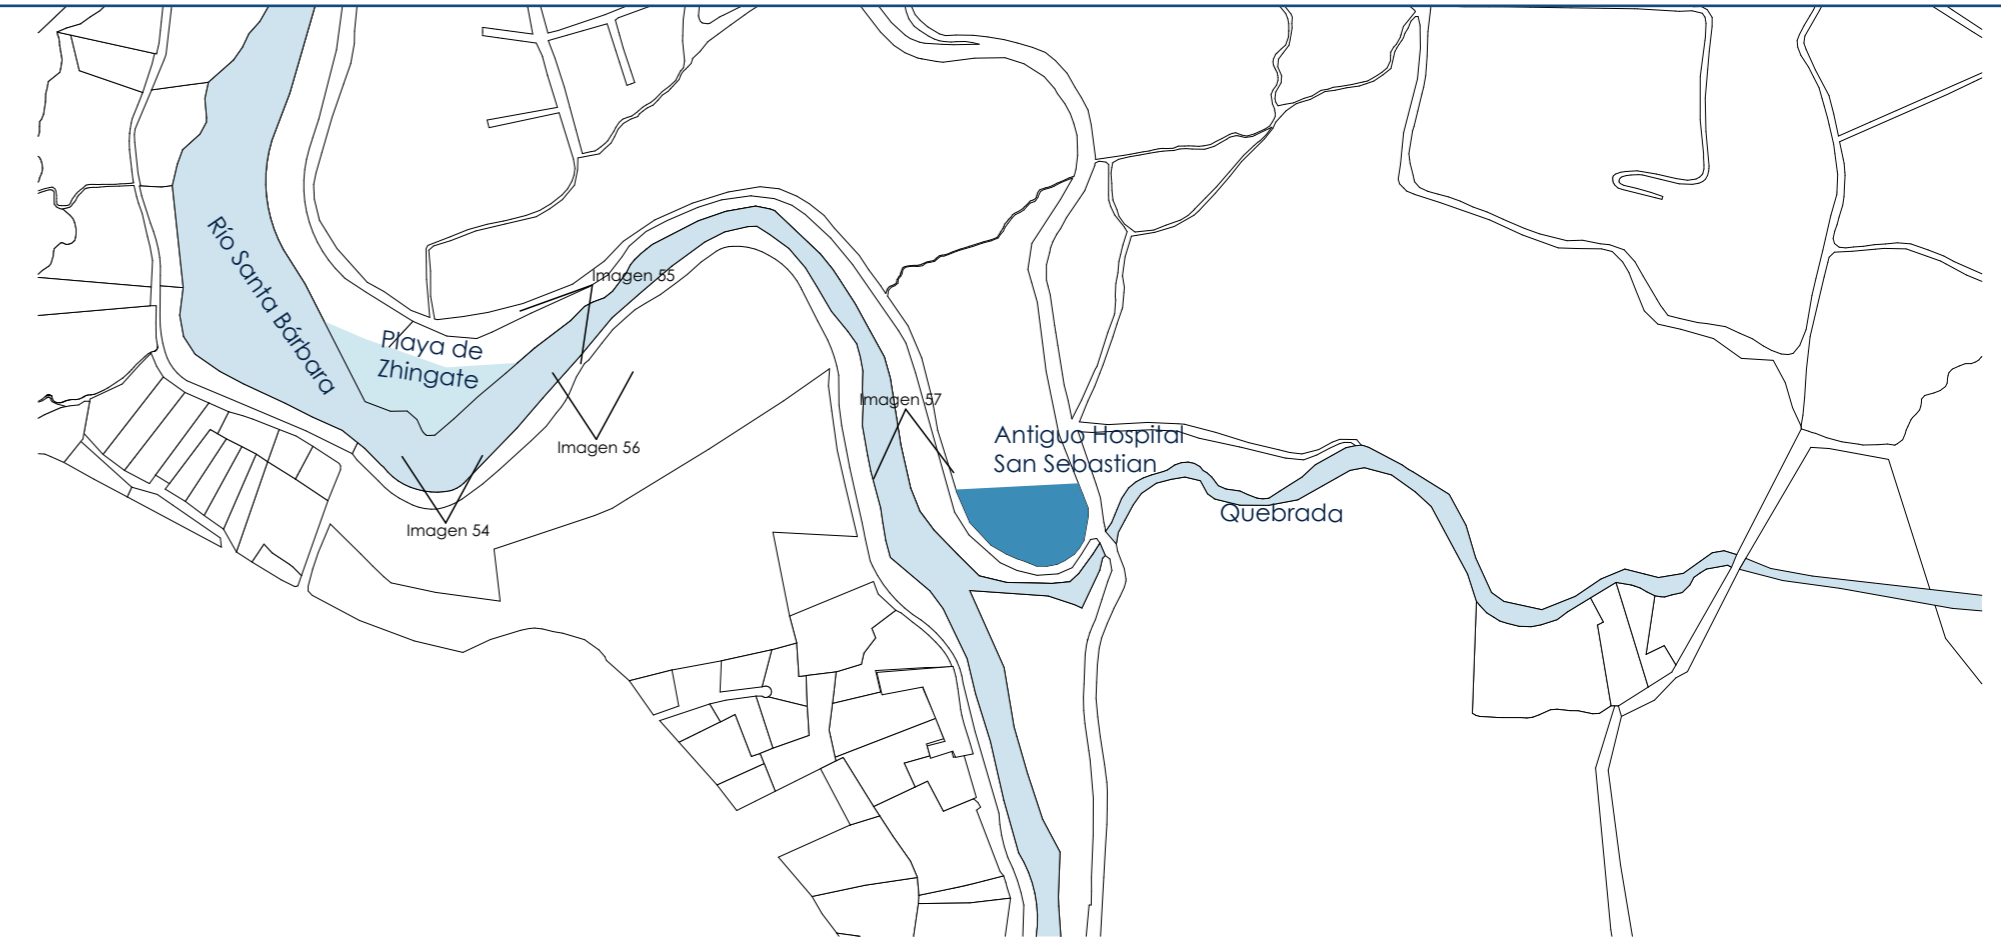 Río Santa Bárbara
Imagen 55
Playa de
Zhingate
Imagen 57
Imagen 56
Antiguo Hospital
San Sebastian
Quebrada
Imagen 54